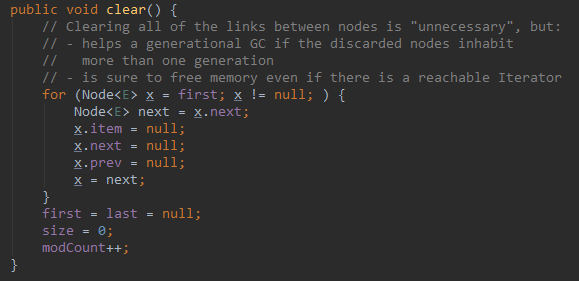 public void clear() {
    // Clearing all of the links between nodes is "unnecessary", but:
    // - helps a generational GC if the discarded nodes inhabit
    //   more than one generation
    // - is sure to free memory even if there is a reachable Iterator
    for (Node<E> x = first; x != null; ) {
        Node<E> next = x.next;
        x.item = null;
        x.next = null;
        x.prev = null;
        x = next;
    }
    first = last = null;
    size = 0;
    modCount++;
}